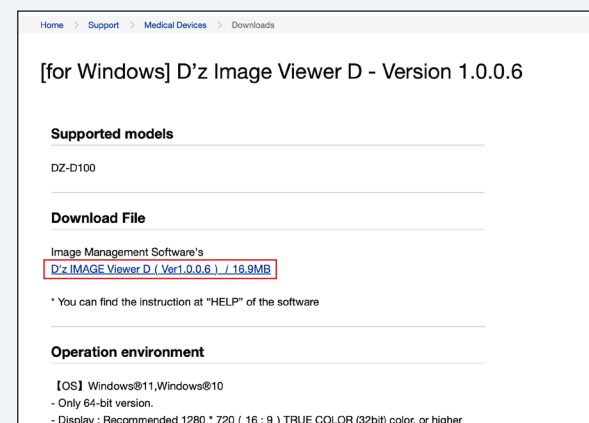 Home > Support > Medical Devices > Downloads
[for Windows] D’z Image Viewer D - Version 1.0.0.6
Supported models
DZ-D100
Download File
Image Management Software's
D'z IMAGE Viewer D ( Ver1.0.0.6 ) / 16.9MB
* You can find the instruction at “HELP” of the software
Operation environment
【OS】Windows®11,Windows®10
- Only 64-bit version.
- Display : Recommended 1280 * 720 ( 16 : 9 ) TRUE COLOR (32bit) color, or higher